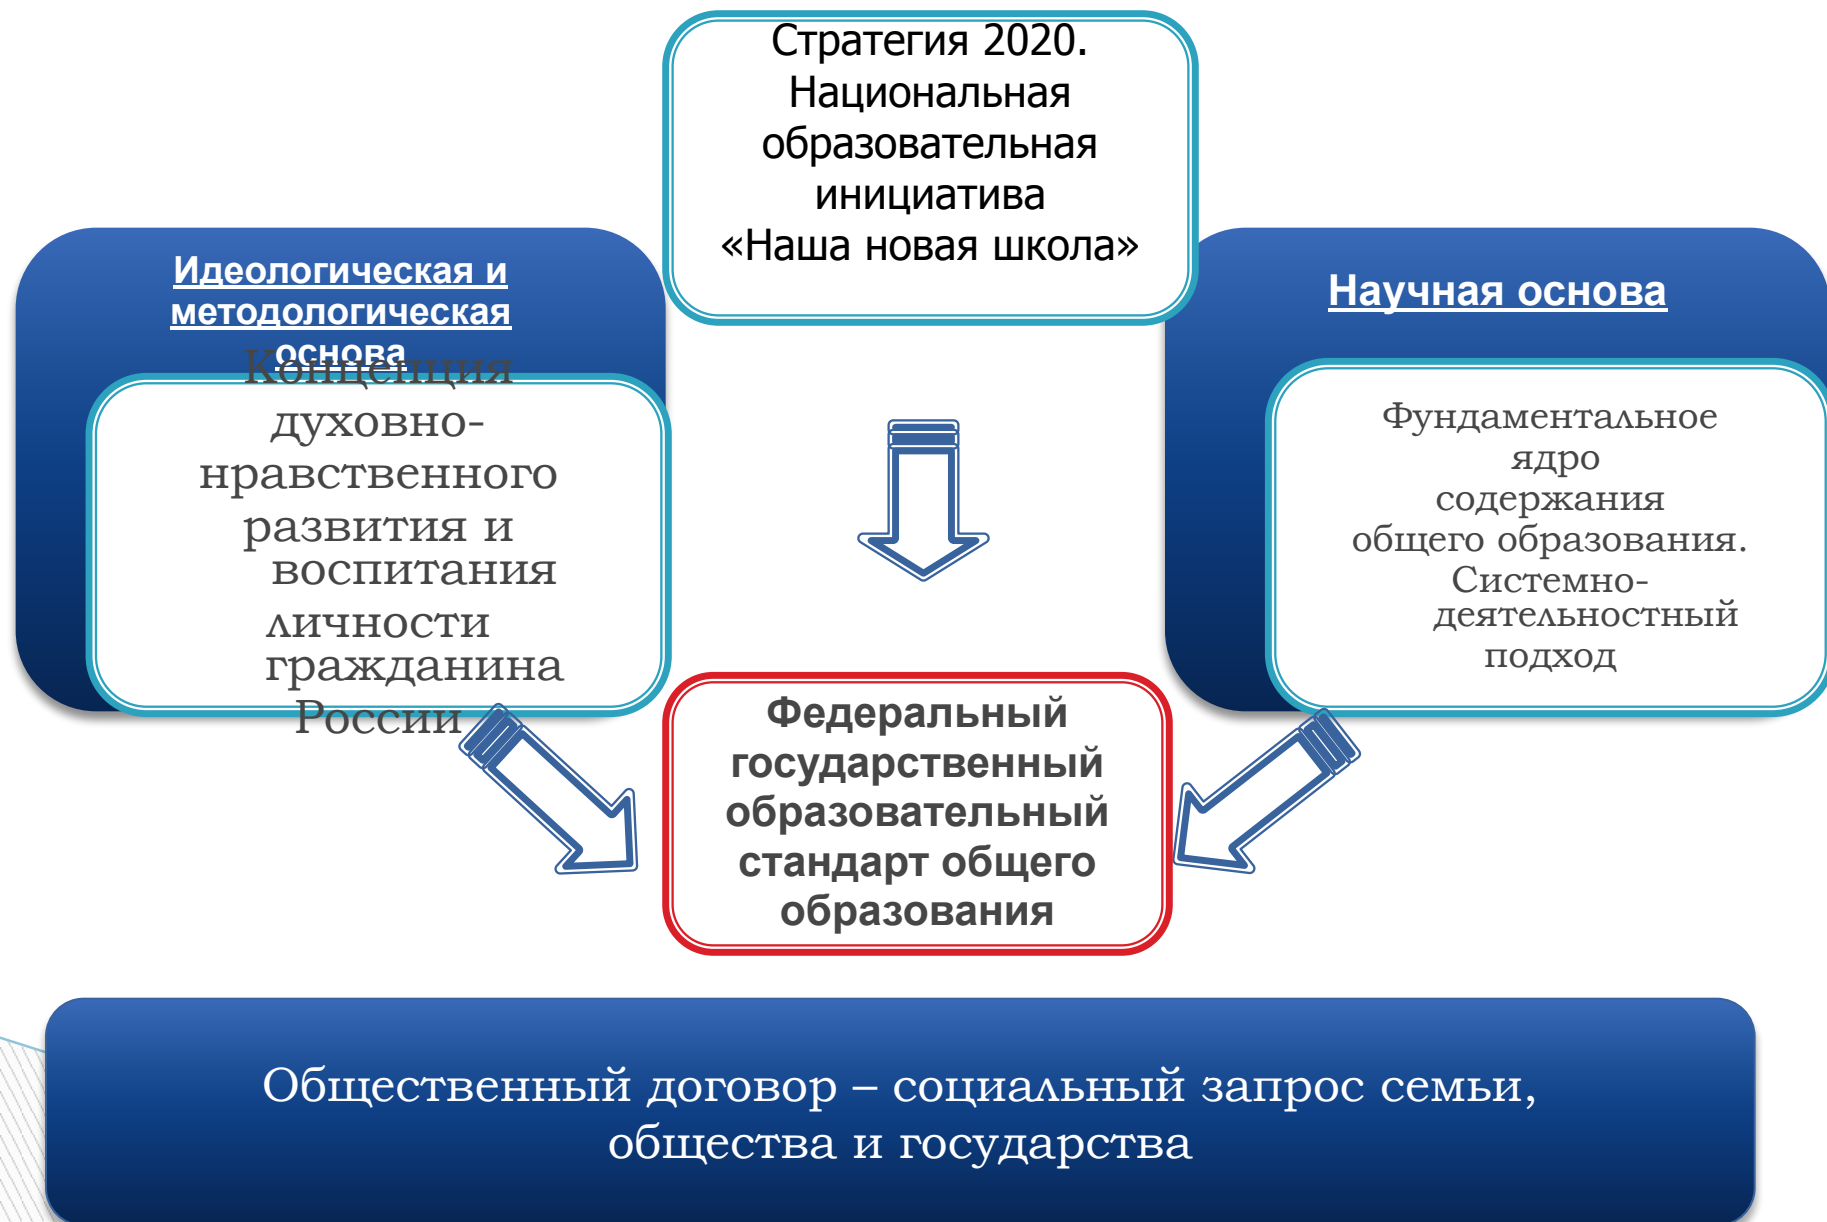 Стратегия 2020.
Национальная
образовательная
инициатива
«Наша новая школа»
Идеологическая и
методологическая
основа
Концепция
духовно-
нравственного
развития и
воспитания
личности
гражданина
России
Научная основа
Фундаментальное
ядро
содержания
общего образования.
Системно-
деятельностный
подход
Федеральный
государственный
образовательный
стандарт общего
образования
Общественный договор – социальный запрос семьи,
общества и государства